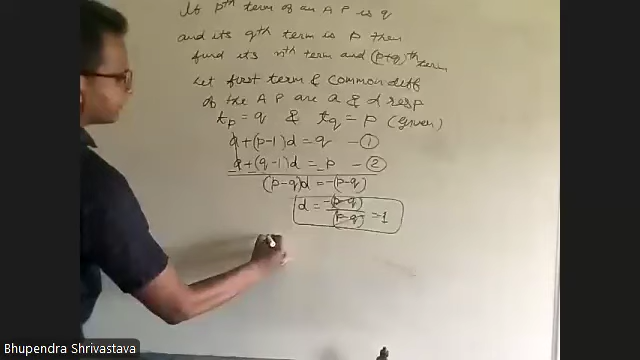 If pth term of an A P is q
and its qth term is p then
find its nth term and (p+q)th term
Let first term & common diff
of the A P are a & d resp
tp = q & tq = p (Given)
a + (p-1)d = q — ①
a + (q-1)d = p — ②
- - -
(p-q)d = -(p-q)
d = -(p-q)/(p-q) = -1
Bhupendra Shrivastava